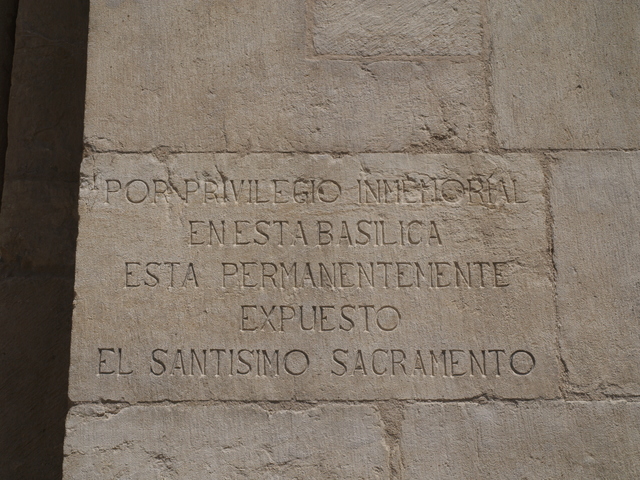 POR PRIVILEGIO INMEMORIAL
EN ESTA BASILICA
ESTA PERMANENTEMENTE
EXPUESTO
EL SANTISIMO SACRAMENTO